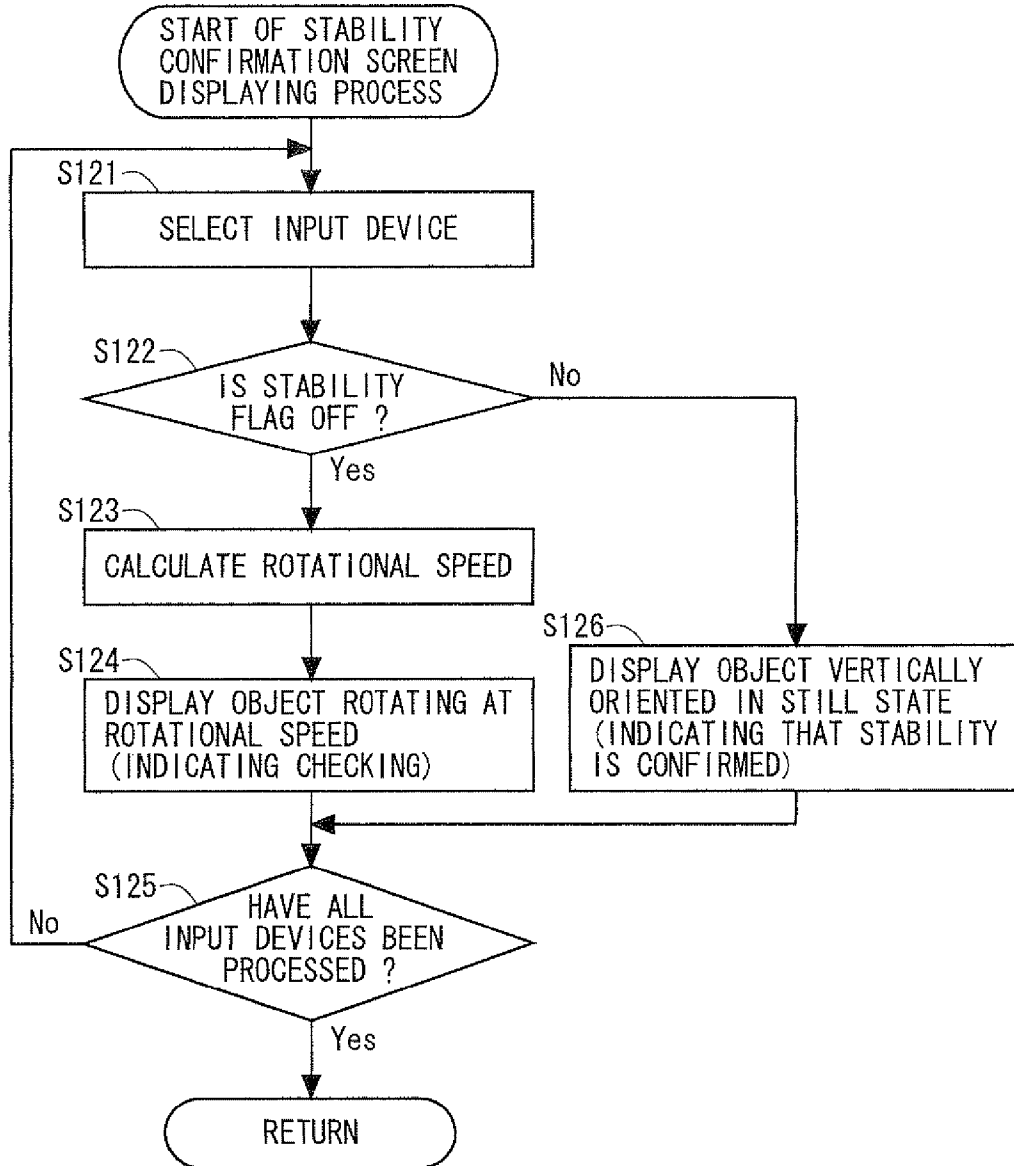 START OF STABILITY
CONFIRMATION SCREEN
DISPLAYING PROCESS
S121
SELECT INPUT DEVICE
S122
IS STABILITY
FLAG OFF ?
No
Yes
S123
CALCULATE ROTATIONAL SPEED
S124
DISPLAY OBJECT ROTATING AT
ROTATIONAL SPEED
(INDICATING CHECKING)
S126
DISPLAY OBJECT VERTICALLY
ORIENTED IN STILL STATE
(INDICATING THAT STABILITY
IS CONFIRMED)
S125
HAVE ALL
INPUT DEVICES BEEN
PROCESSED ?
No
Yes
RETURN